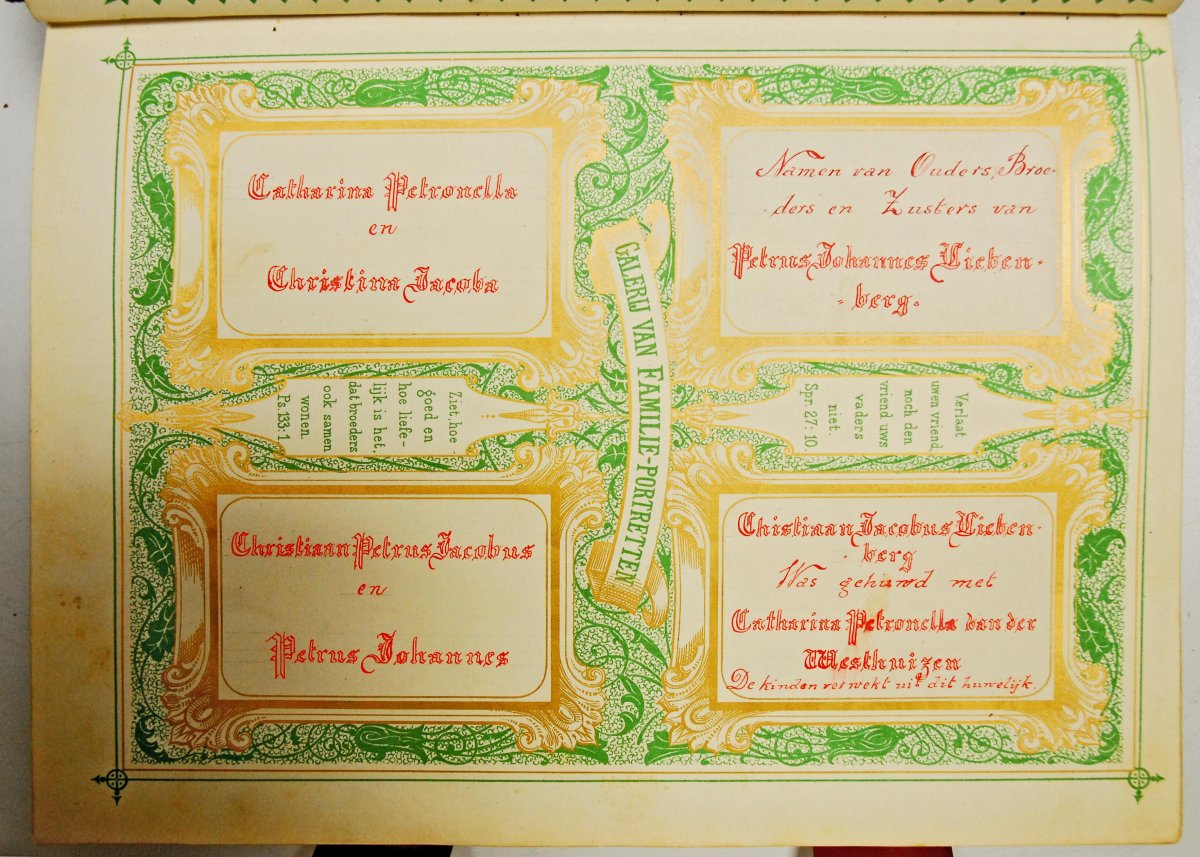 Namen van Ouders, Broe-
ders en Zusters van
Petrus Johannes Lieben-
berg.
Verlaat
uwen vriend,
noch den
vriend uws
vaders
niet.
Spr. 27: 10.
Chistiaan Jacobus Lieben-
berg
Was gehuwd met
Catharina Petronella van der
Westhuizen
De kinden verwekt uit dit huwelijk.
GALERIJ VAN FAMILIE-PORTRETTEN
Catharina Petronella
en
Christina Jacoba
Ziet, hoe
goed en
hoe liefe-
lijk is het,
dat broeders
ook samen
wonen.
Ps. 133: 1
Christiaan Petrus Jacobus
en
Petrus Johannes